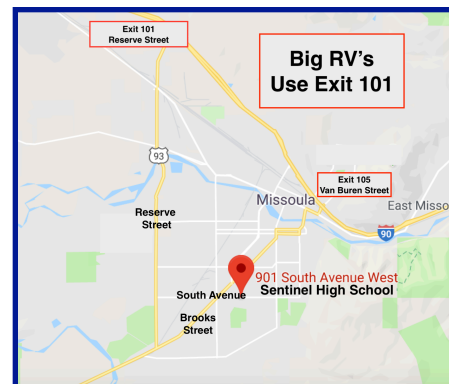 Exit 101
Reserve Street
Big RV's
Use Exit 101
93
Exit 105
Van Buren Street
Missoula
East Misso
Reserve
Street
90
901 South Avenue West
South Avenue
Sentinel High School
Brooks
Street